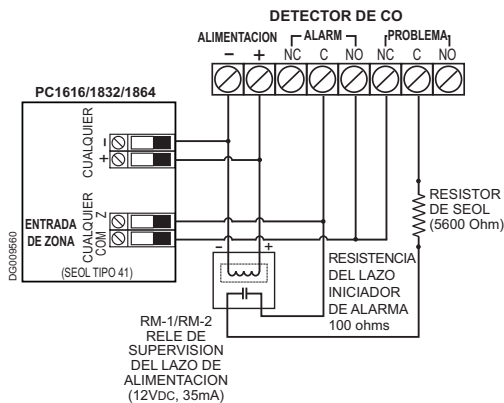 DETECTOR DE CO
ALIMENTACION
ALARM
PROBLEMA
- + NC C NO NC C NO
PC1616/1832/1864
CUALQUIER
-
+
ENTRADA
DE ZONA
CUALQUIER
Z
COM
(SEOL TIPO 41)
DG009560
- +
RM-1/RM-2
RELE DE
SUPERVISION
DEL LAZO DE
ALIMENTACION
(12VDC, 35mA)
RESISTENCIA
DEL LAZO
INICIADOR
DE ALARMA
100 ohms
RESISTOR
DE SEOL
(5600 Ohm)